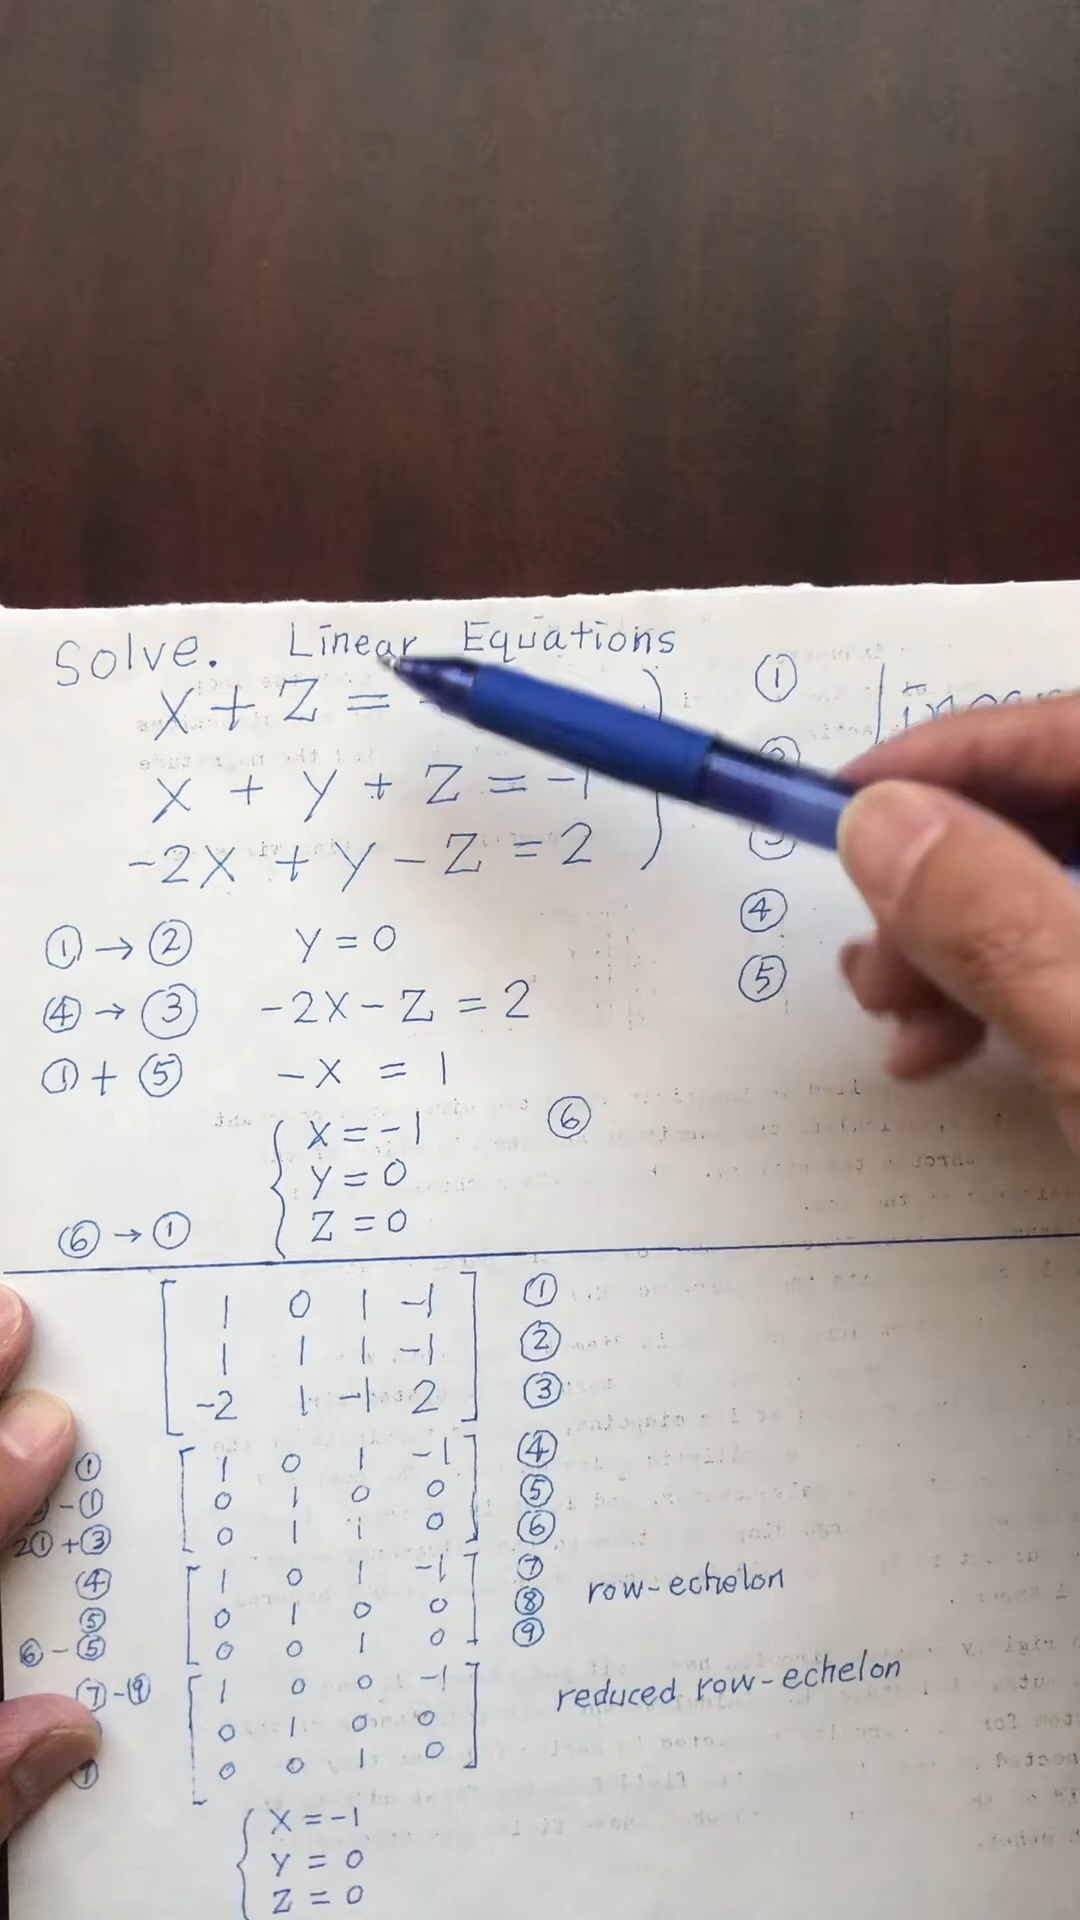 Solve. Linear Equations
X + Z = ①
X + Y + Z = -1
-2X + Y - Z = 2 ③
① → ② Y = 0 ④
④ → ③ -2X - Z = 2 ⑤
① + ⑤ -X = 1
X = -1 ⑥
Y = 0
⑥ → ① Z = 0
1 0 1 -1 ①
1 1 1 -1 ②
-2 1 -1 2 ③
① 1 0 1 -1 ④
-① 0 1 0 0 ⑤
2① + ③ 0 1 1 0 ⑥
④ 1 0 1 -1 ⑦ row-echelon
⑤ 0 1 0 0 ⑧
⑥ - ⑤ 0 0 1 0 ⑨
⑦ - ⑨ 1 0 0 -1 reduced row-echelon
0 1 0 0
0 0 1 0
X = -1
Y = 0
Z = 0